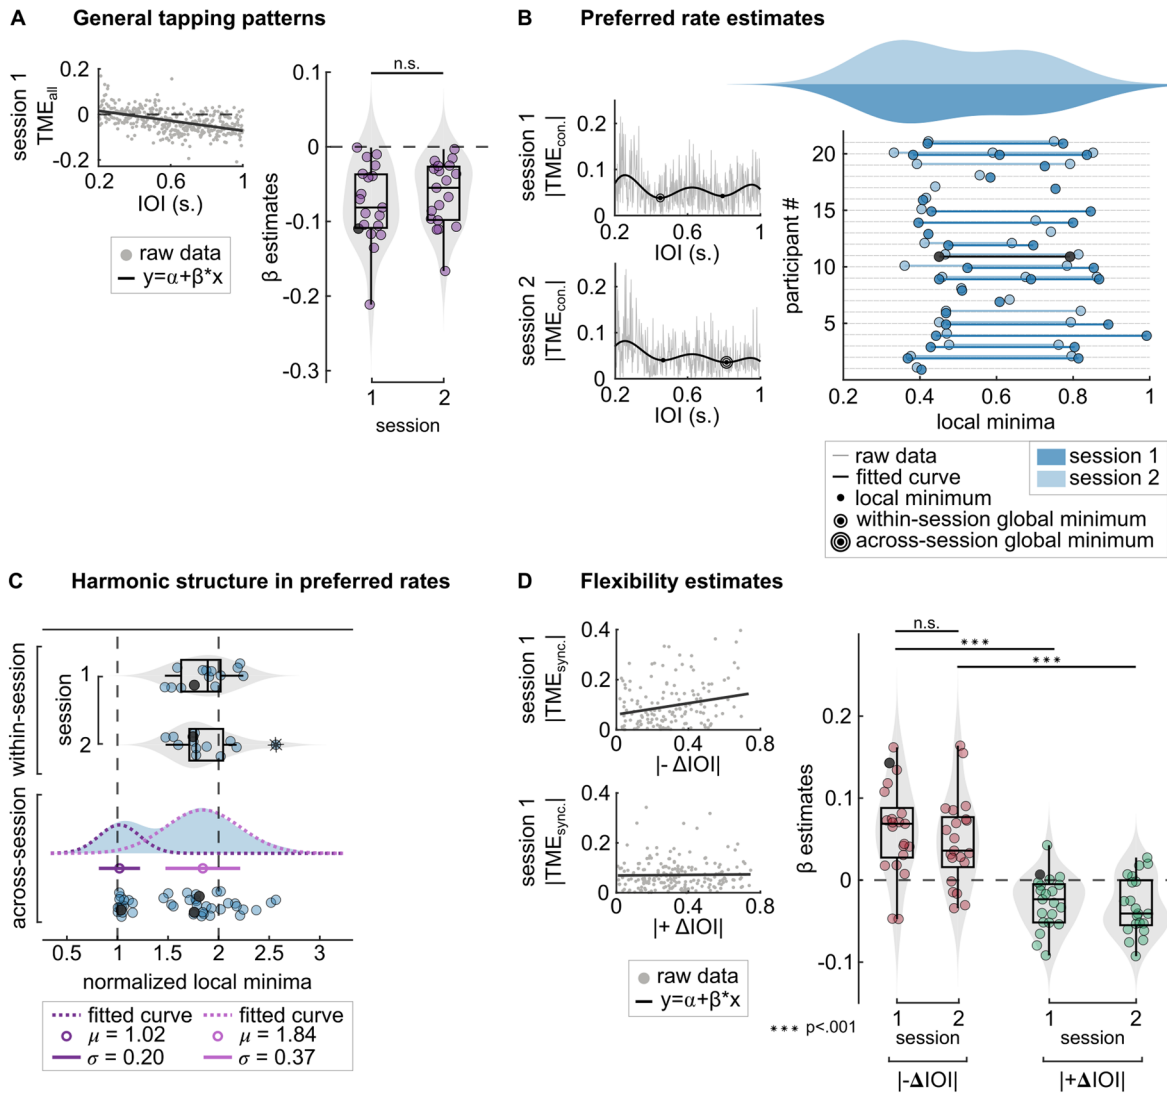 A General tapping patterns
session 1
TME_all
0.2
0
-0.2
0.2 0.6 1
IOI (s.)
raw data
y=α+β*x
n.s.
β estimates
0.1
0
-0.1
-0.2
-0.3
1 2
session
B Preferred rate estimates
session 1
|TME_con.|
0.2
0.1
0
0.2 0.6 1
IOI (s.)
session 2
|TME_con.|
0.2
0.1
0
0.2 0.6 1
IOI (s.)
participant #
20
15
10
5
0.2 0.4 0.6 0.8 1
local minima
raw data
fitted curve
local minimum
within-session global minimum
across-session global minimum
session 1
session 2
C Harmonic structure in preferred rates
within-session
session
1
2
across-session
0.5 1 1.5 2 2.5 3
normalized local minima
fitted curve fitted curve
μ = 1.02 μ = 1.84
σ = 0.20 σ = 0.37
D Flexibility estimates
session 1
|TME_sync.|
0.4
0.2
0
0 0.4 0.8
|- ΔIOI|
session 1
|TME_sync.|
0.4
0.2
0
0 0.4 0.8
|+ ΔIOI|
raw data
y=α+β*x
n.s.
***
***
β estimates
0.2
0.1
0
-0.1
1 2 1 2
session session
*** p<.001
|-ΔIOI| |+ΔIOI|